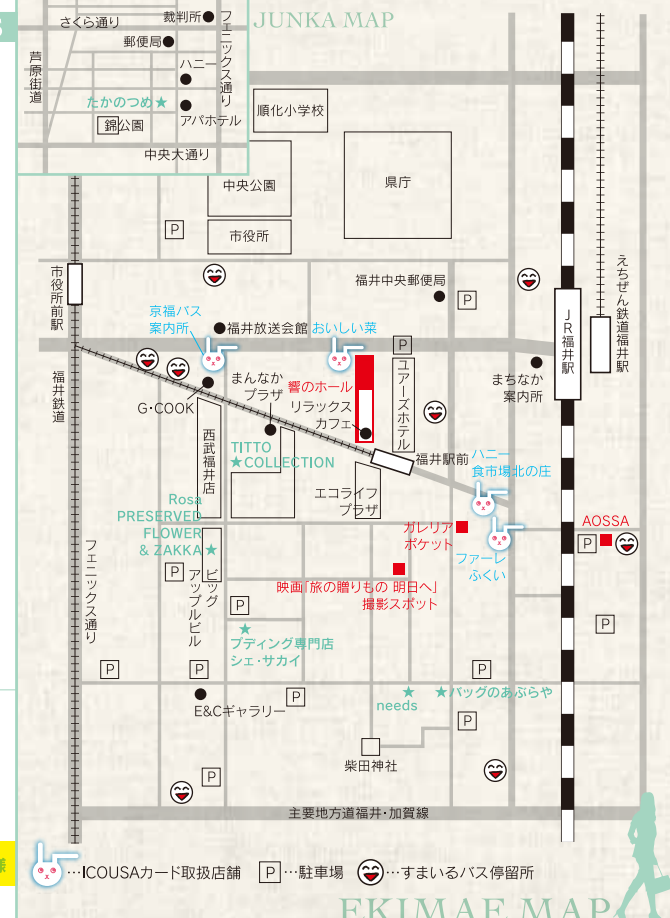 JUNKA MAP
さくら通り
裁判所
郵便局
フェニックス通り
芦原街道
ハニー
たかのつめ★
アパホテル
P
錦公園
中央大通り
順化小学校
中央公園
県庁
P
市役所
市役所前駅
福井中央郵便局
P
えちぜん鉄道福井駅
JR福井駅
京福バス
案内所
福井放送会館
おいしい菜
P
まちなか
案内所
福井鉄道
G・COOK
まんなか
プラザ
響のホール
リラックス
カフェ
ユアーズホテル
西武福井店
TITTO
★COLLECTION
福井駅前
ハニー
食市場北の庄
エコライフ
プラザ
Rosa
PRESERVED
FLOWER
& ZAKKA★
ガレリア
ポケット
AOSSA
P
ファーレ
ふくい
フェニックス通り
P
ビッグ
アップルビル
映画「旅の贈りもの 明日へ」
撮影スポット
P
P
★
プディング専門店
シェ・サカイ
P
P
P
E&Cギャラリー
P
★
needs
★バッグのあぶらや
P
柴田神社
P
主要地方道福井・加賀線
様
…ICOUSAカード取扱店舗
P…駐車場
…すまいるバス停留所
EKIMAE MAP